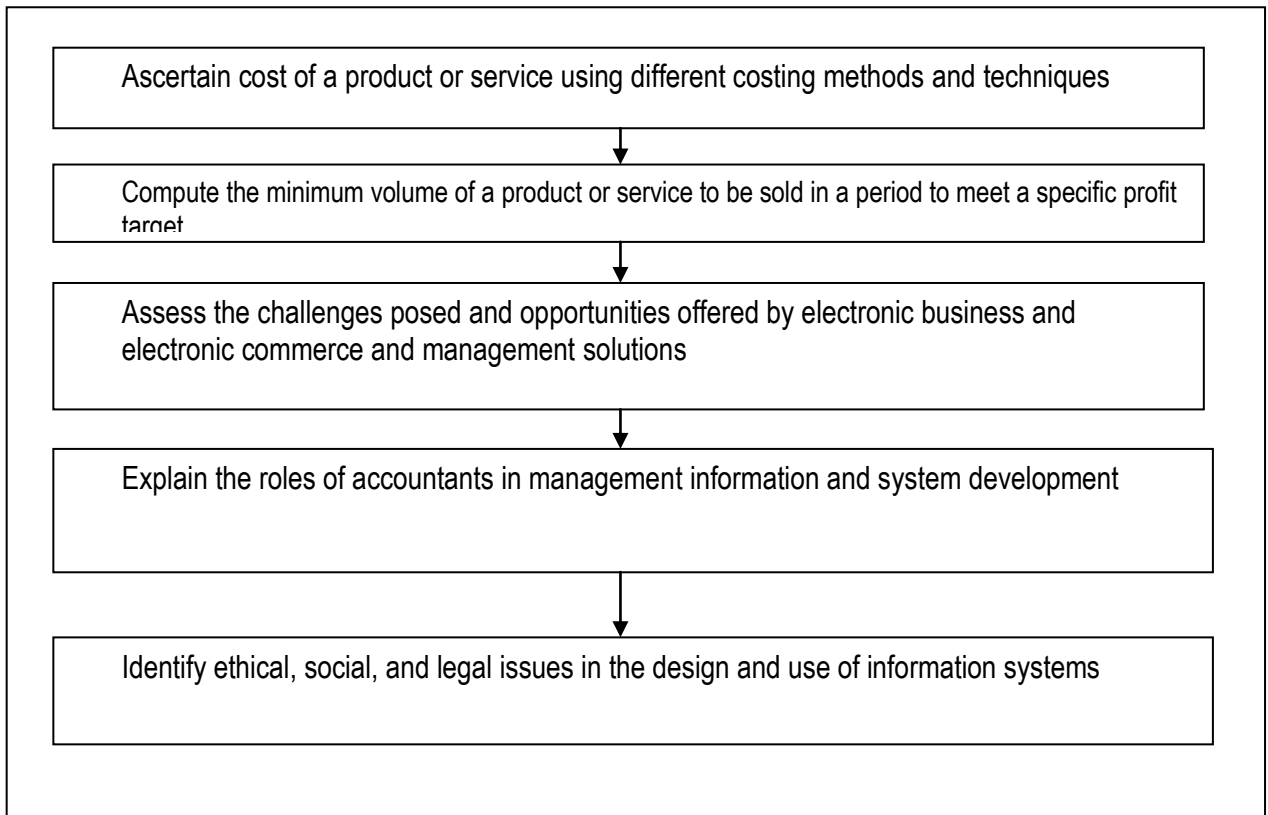 Ascertain cost of a product or service using different costing methods and techniques
Compute the minimum volume of a product or service to be sold in a period to meet a specific profit
target
Assess the challenges posed and opportunities offered by electronic business and
electronic commerce and management solutions
Explain the roles of accountants in management information and system development
Identify ethical, social, and legal issues in the design and use of information systems